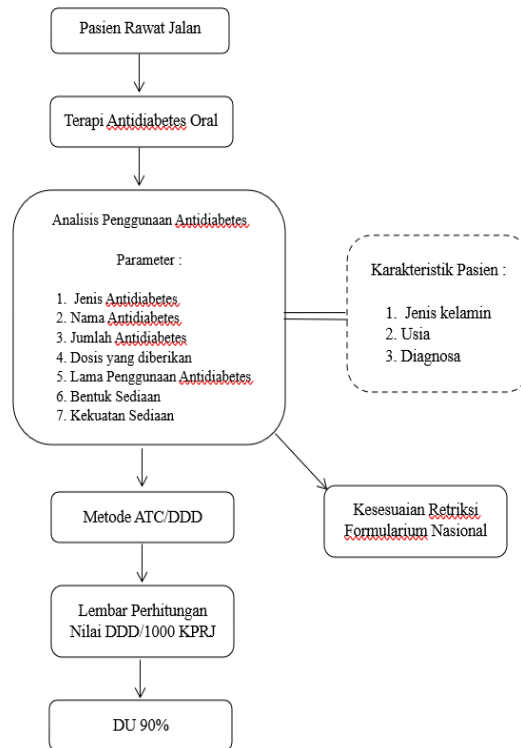 Pasien Rawat Jalan
Terapi Antidiabetes Oral
Analisis Penggunaan Antidiabetes
Parameter :
1. Jenis Antidiabetes
2. Nama Antidiabetes
3. Jumlah Antidiabetes
4. Dosis yang diberikan
5. Lama Penggunaan Antidiabetes
6. Bentuk Sediaan
7. Kekuatan Sediaan
Karakteristik Pasien :
1. Jenis kelamin
2. Usia
3. Diagnosa
Metode ATC/DDD
Kesesuaian Retriksi
Formularium Nasional
Lembar Perhitungan
Nilai DDD/1000 KPRJ
DU 90%